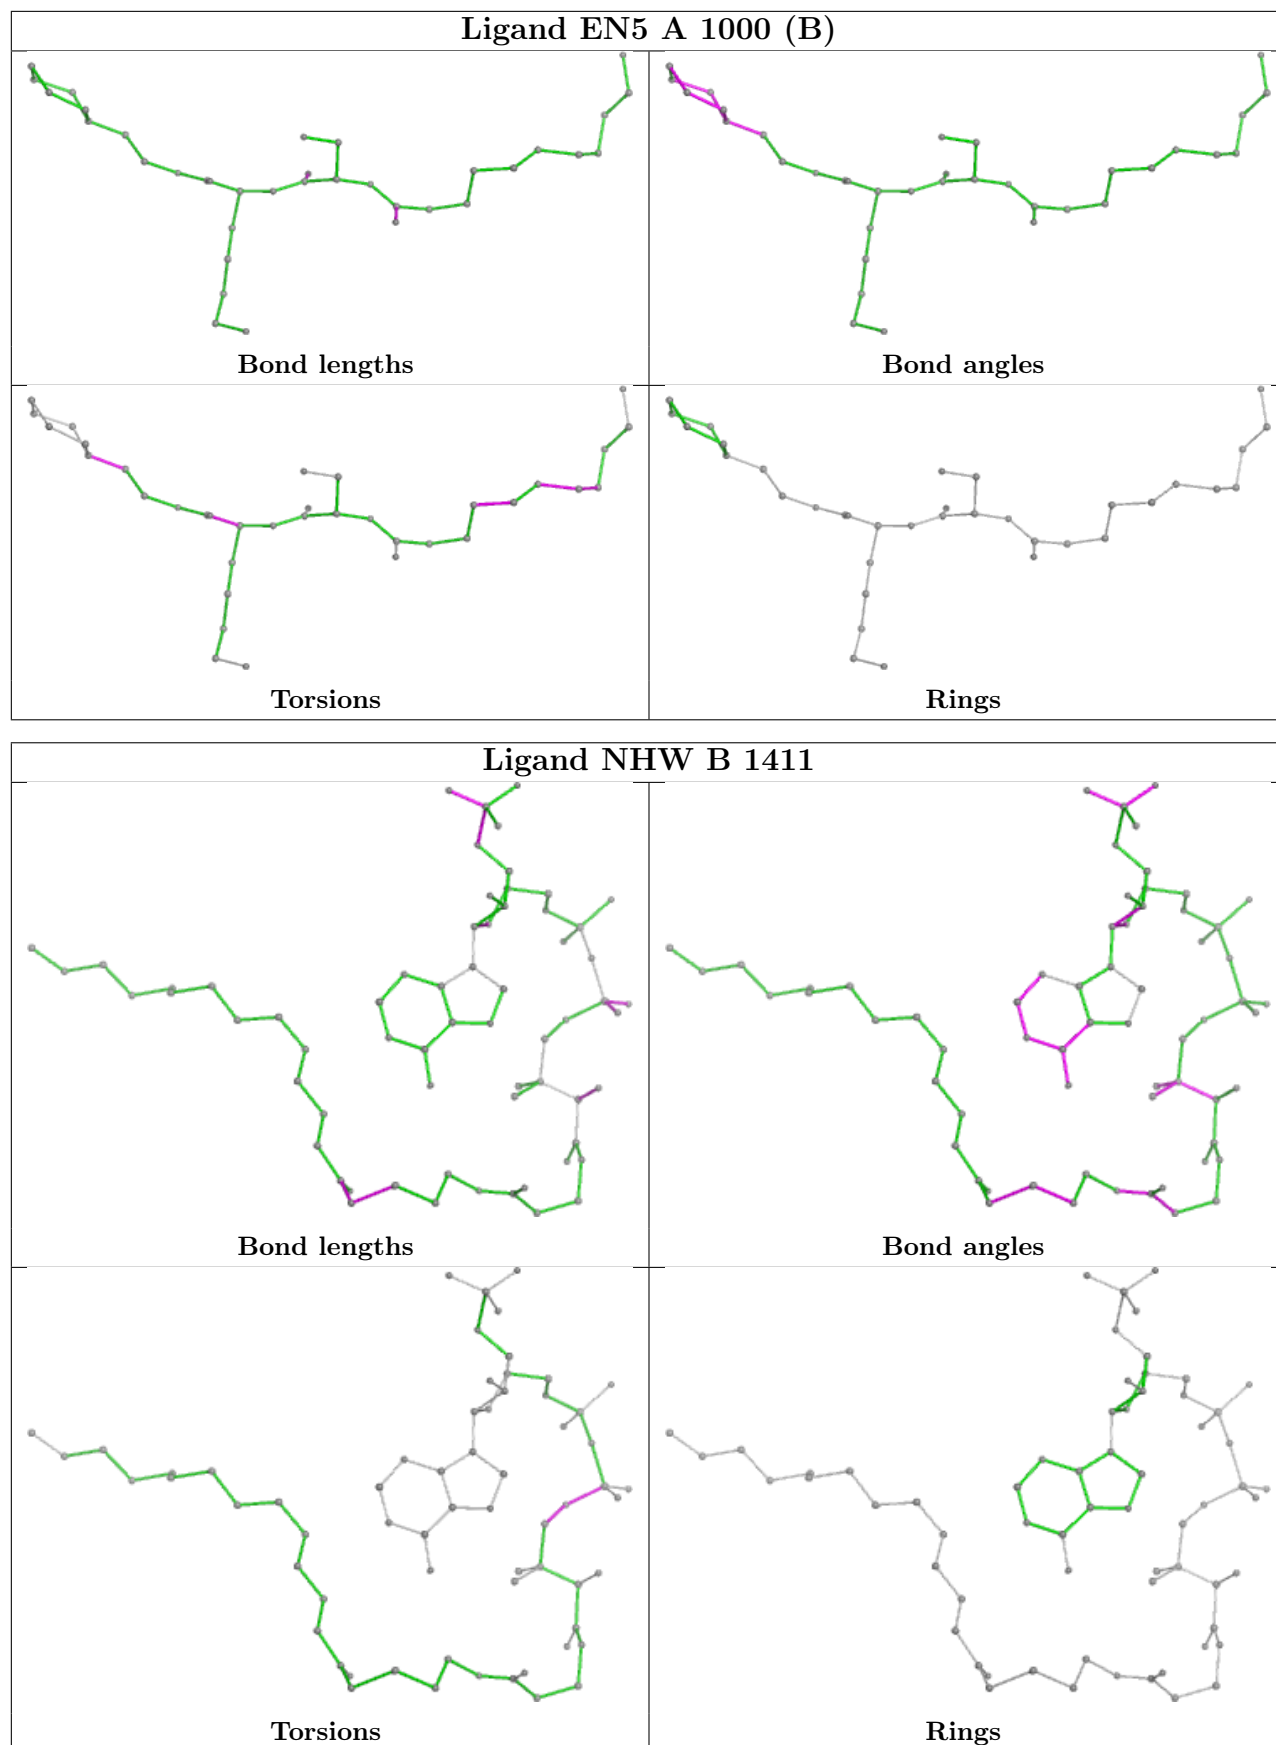 Ligand EN5 A 1000 (B)
Bond lengths
Bond angles
Torsions
Rings
Ligand NHW B 1411
Bond lengths
Bond angles
Torsions
Rings